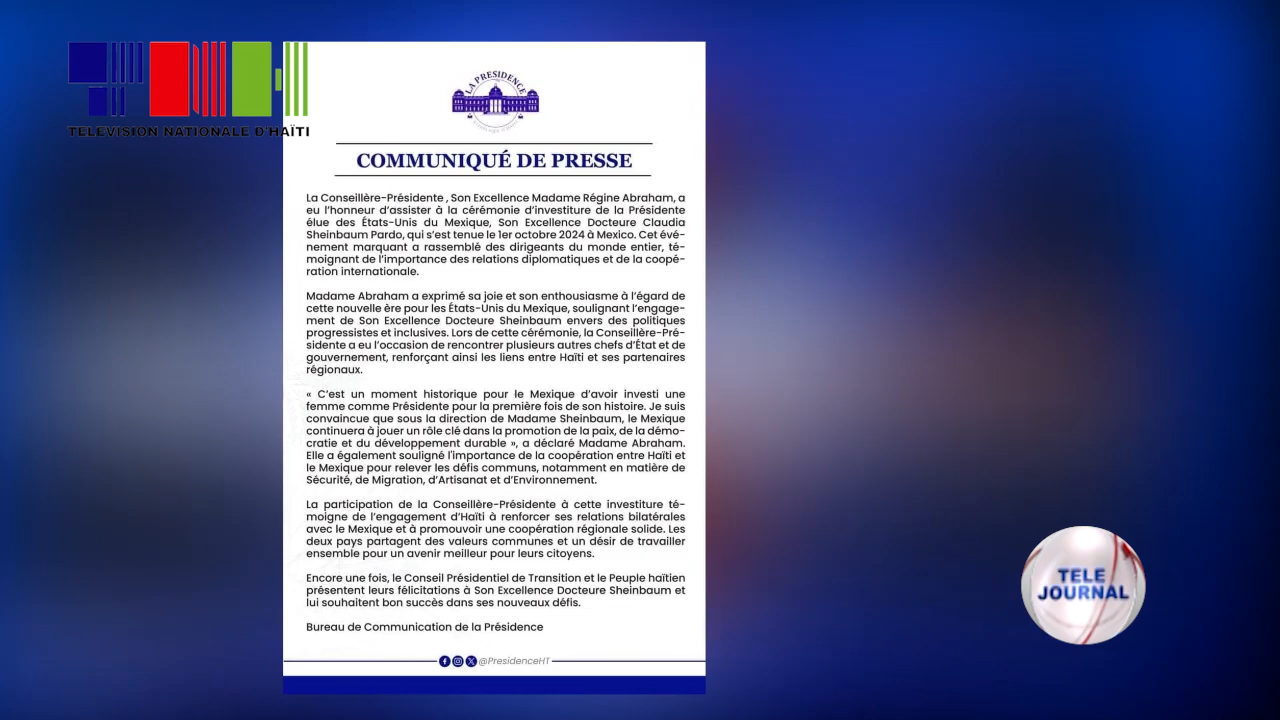 TELEVISION NATIONALE D'HAÏTI
LA PRESIDENCE
COMMUNIQUÉ DE PRESSE
La Conseillère-Présidente , Son Excellence Madame Régine Abraham, a
eu l'honneur d'assister à la cérémonie d'investiture de la Présidente
élue des États-Unis du Mexique, Son Excellence Docteure Claudia
Sheinbaum Pardo, qui s'est tenue le 1er octobre 2024 à Mexico. Cet évé-
nement marquant a rassemblé des dirigeants du monde entier, té-
moignant de l'importance des relations diplomatiques et de la coopé-
ration internationale.
Madame Abraham a exprimé sa joie et son enthousiasme à l'égard de
cette nouvelle ère pour les États-Unis du Mexique, soulignant l'engage-
ment de Son Excellence Docteure Sheinbaum envers des politiques
progressistes et inclusives. Lors de cette cérémonie, la Conseillère-Pré-
sidente a eu l'occasion de rencontrer plusieurs autres chefs d'État et de
gouvernement, renforçant ainsi les liens entre Haïti et ses partenaires
régionaux.
« C'est un moment historique pour le Mexique d'avoir investi une
femme comme Présidente pour la première fois de son histoire. Je suis
convaincue que sous la direction de Madame Sheinbaum, le Mexique
continuera à jouer un rôle clé dans la promotion de la paix, de la démo-
cratie et du développement durable », a déclaré Madame Abraham.
Elle a également souligné l'importance de la coopération entre Haïti et
le Mexique pour relever les défis communs, notamment en matière de
Sécurité, de Migration, d'Artisanat et d'Environnement.
La participation de la Conseillère-Présidente à cette investiture té-
moigne de l'engagement d'Haïti à renforcer ses relations bilatérales
avec le Mexique et à promouvoir une coopération régionale solide. Les
deux pays partagent des valeurs communes et un désir de travailler
ensemble pour un avenir meilleur pour leurs citoyens.
Encore une fois, le Conseil Présidentiel de Transition et le Peuple haïtien
présentent leurs félicitations à Son Excellence Docteure Sheinbaum et
lui souhaitent bon succès dans ses nouveaux défis.
Bureau de Communication de la Présidence
@PresidenceHT
TELE
JOURNAL